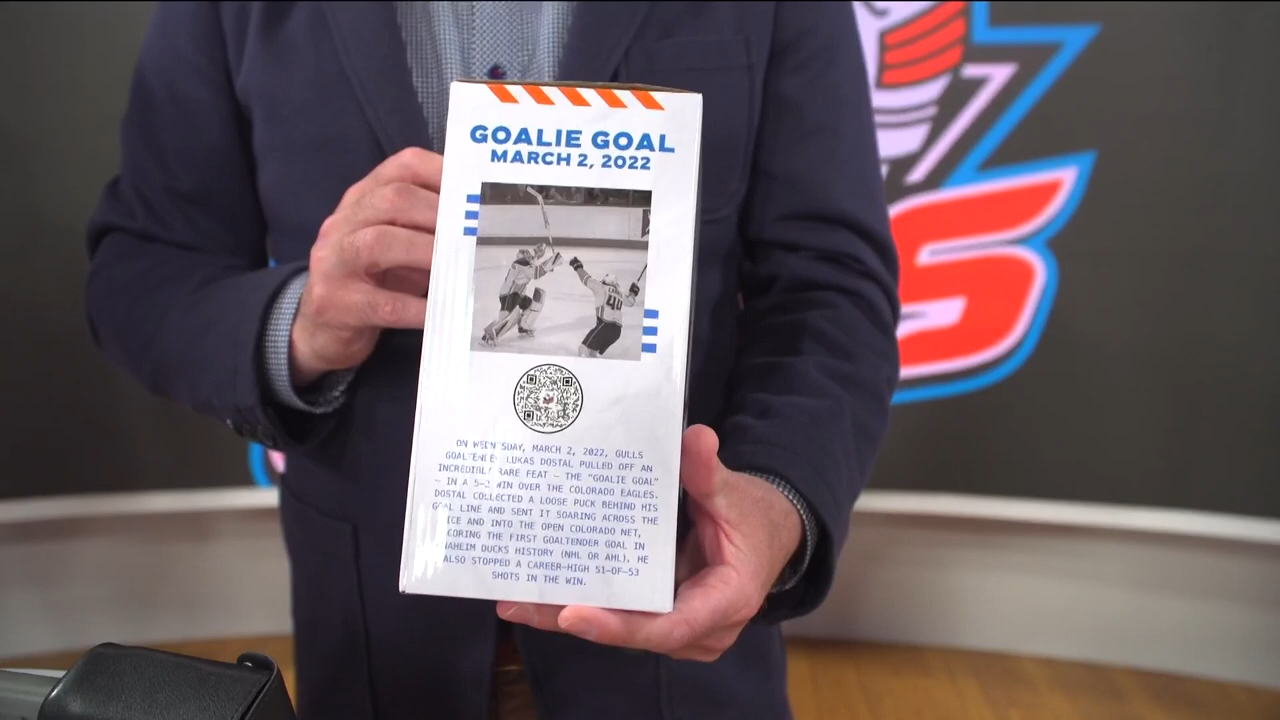 GOALIE GOAL
MARCH 2, 2022
44
ON WEDNESDAY, MARCH 2, 2022, GULLS
GOALTENDER LUKAS DOSTAL PULLED OFF AN
INCREDIBLY RARE FEAT – THE "GOALIE GOAL"
– IN A 5-2 WIN OVER THE COLORADO EAGLES.
DOSTAL COLLECTED A LOOSE PUCK BEHIND HIS
GOAL LINE AND SENT IT SOARING ACROSS THE
ICE AND INTO THE OPEN COLORADO NET,
SCORING THE FIRST GOALTENDER GOAL IN
ANAHEIM DUCKS HISTORY (NHL OR AHL). HE
ALSO STOPPED A CAREER-HIGH 51-OF-53
SHOTS IN THE WIN.
S